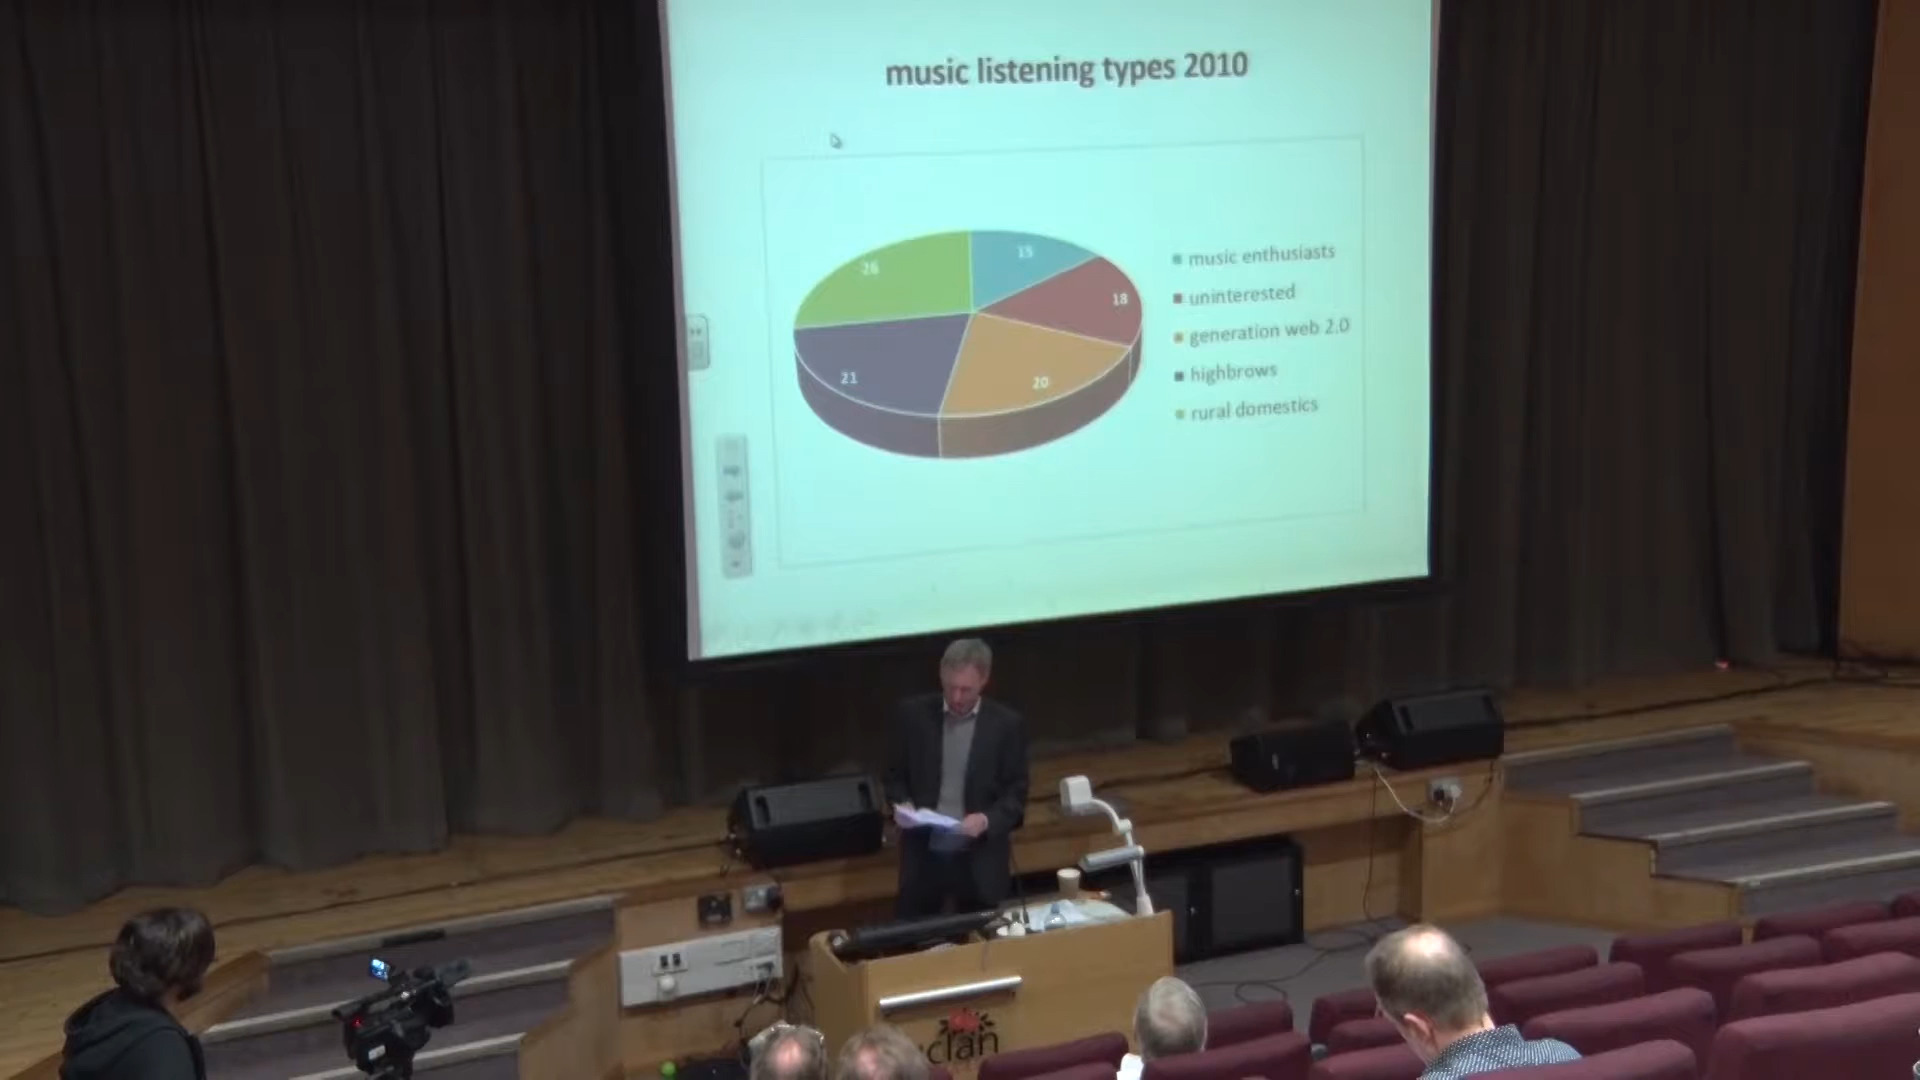 music listening types 2010
26
15
18
21
20
music enthusiasts
uninterested
generation web 2.0
highbrows
rural domestics
uclan